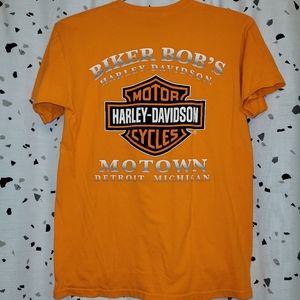 BIKER BOB'S
HARLEY-DAVIDSON
MOTOR
HARLEY-DAVIDSON
CYCLES
MOTOWN
DETROIT, MICHIGAN